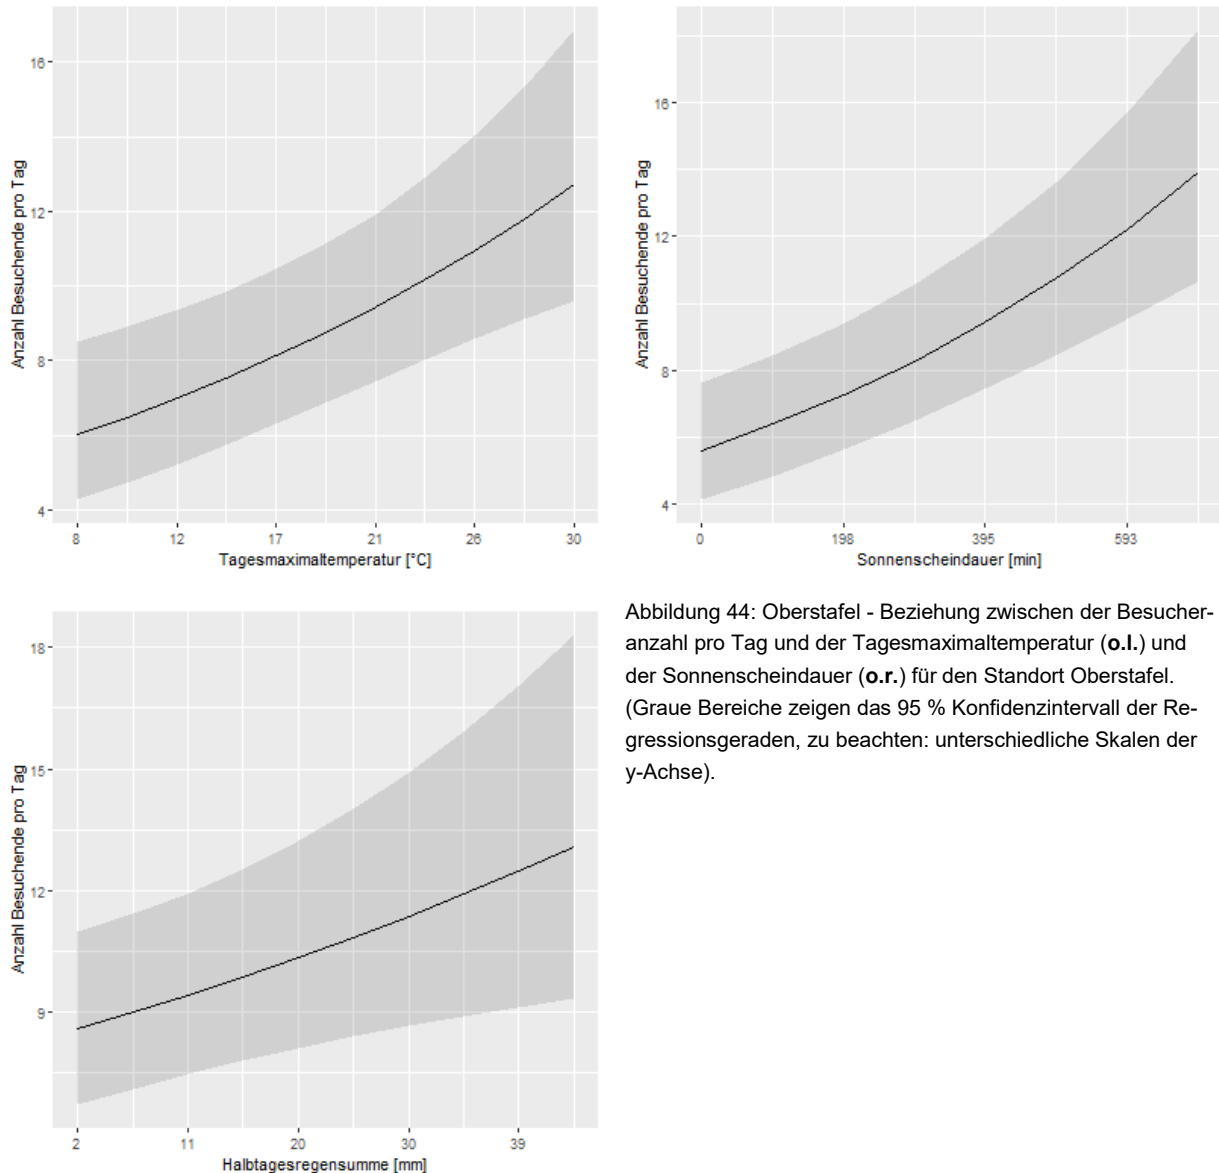 16
12
8
4
Anzahl Besuchende pro Tag
8 12 17 21 26 30
Tagesmaximaltemperatur [°C]
16
12
8
4
Anzahl Besuchende pro Tag
0 198 395 593
Sonnenscheindauer [min]
18
15
12
9
Anzahl Besuchende pro Tag
2 11 20 30 39
Halbtagesregensumme [mm]
Abbildung 44: Oberstafel - Beziehung zwischen der Besucher-
anzahl pro Tag und der Tagesmaximaltemperatur (o.l.) und
der Sonnenscheindauer (o.r.) für den Standort Oberstafel.
(Graue Bereiche zeigen das 95 % Konfidenzintervall der Re-
gressionsgeraden, zu beachten: unterschiedliche Skalen der
y-Achse).